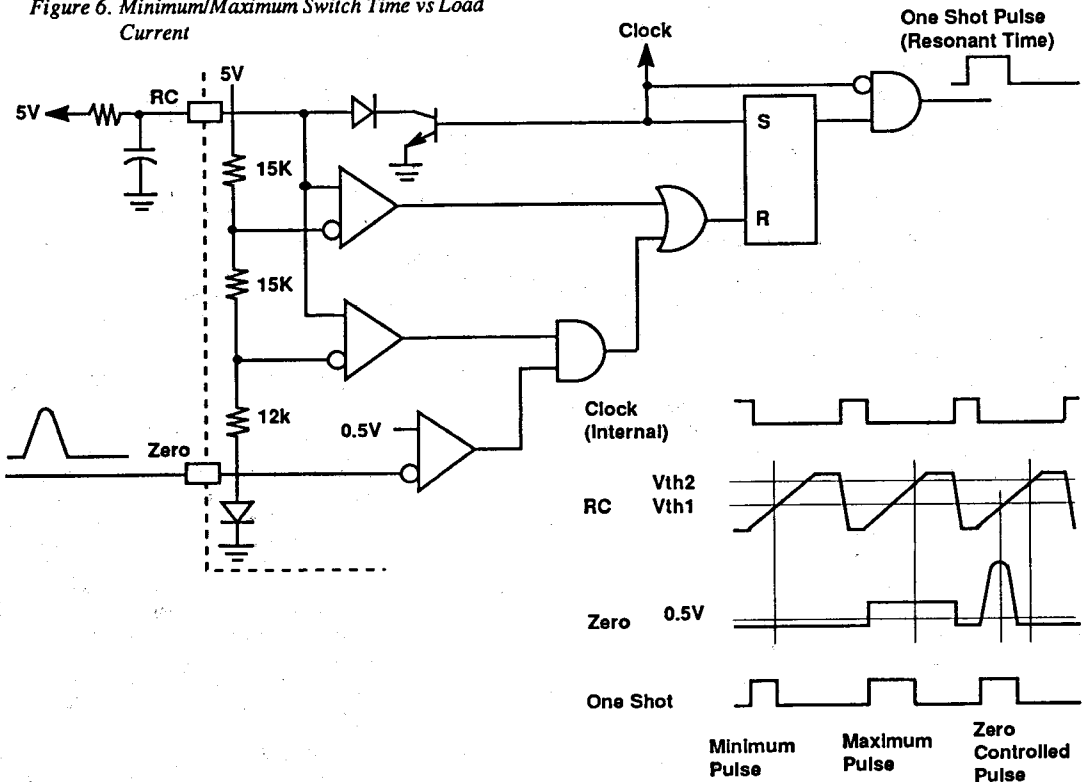 Figure 6. Minimum/Maximum Switch Time vs Load
Current
One Shot Pulse
(Resonant Time)
Clock
5V
RC
5V
15K
S
R
15K
12k
0.5V
Zero
Clock
(Internal)
Vth2
RC
Vth1
Zero
0.5V
One Shot
Minimum
Pulse
Maximum
Pulse
Zero
Controlled
Pulse